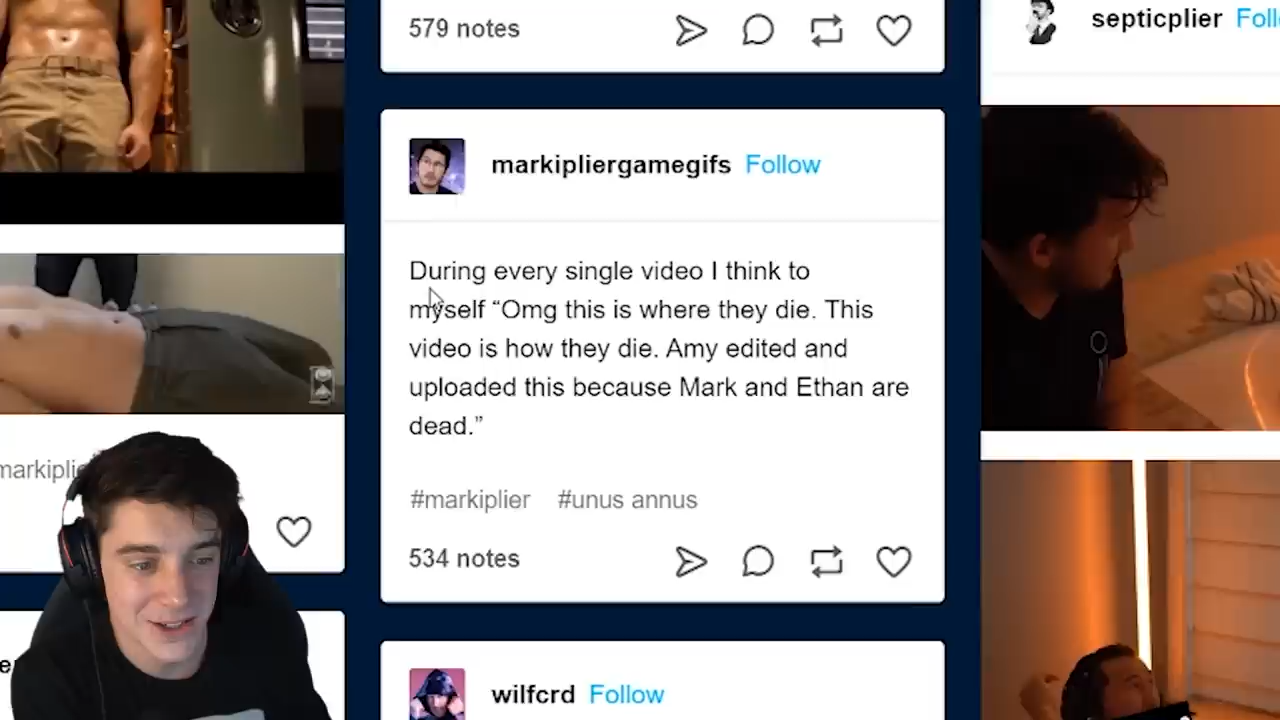 579 notes
septicplier Foll
markipliergamegifs Follow
During every single video I think to
myself “Omg this is where they die. This
video is how they die. Amy edited and
uploaded this because Mark and Ethan are
dead.”
#markiplier #unus annus
534 notes
wilfcrd Follow
markiplie